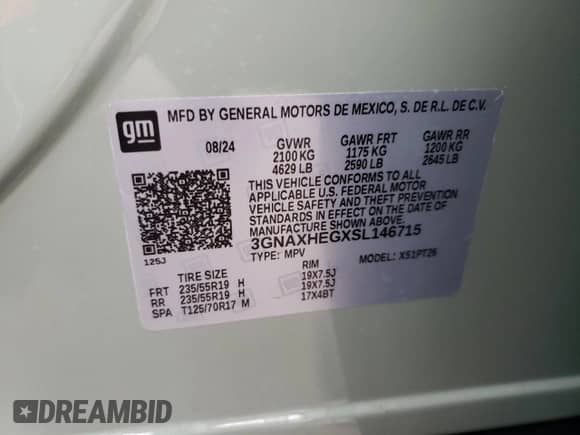 gm
MFD BY GENERAL MOTORS DE MEXICO, S. DE R.L. DE C.V.
08/24 GVWR GAWR FRT GAWR RR
2100 KG 1175 KG 1200 KG
4629 LB 2590 LB 2645 LB
THIS VEHICLE CONFORMS TO ALL
APPLICABLE U.S. FEDERAL MOTOR
VEHICLE SAFETY AND THEFT PREVENTION
STANDARDS IN EFFECT ON THE DATE OF
MANUFACTURE SHOWN ABOVE.
3GNAXHEGXSL146715
125J
TYPE: MPV MODEL: XS1PT26
TIRE SIZE RIM
FRT 235/55R19 H 19X7.5J
RR 235/55R19 H 19X7.5J
SPA T125/70R17 M 17X4BT
DREAMBID